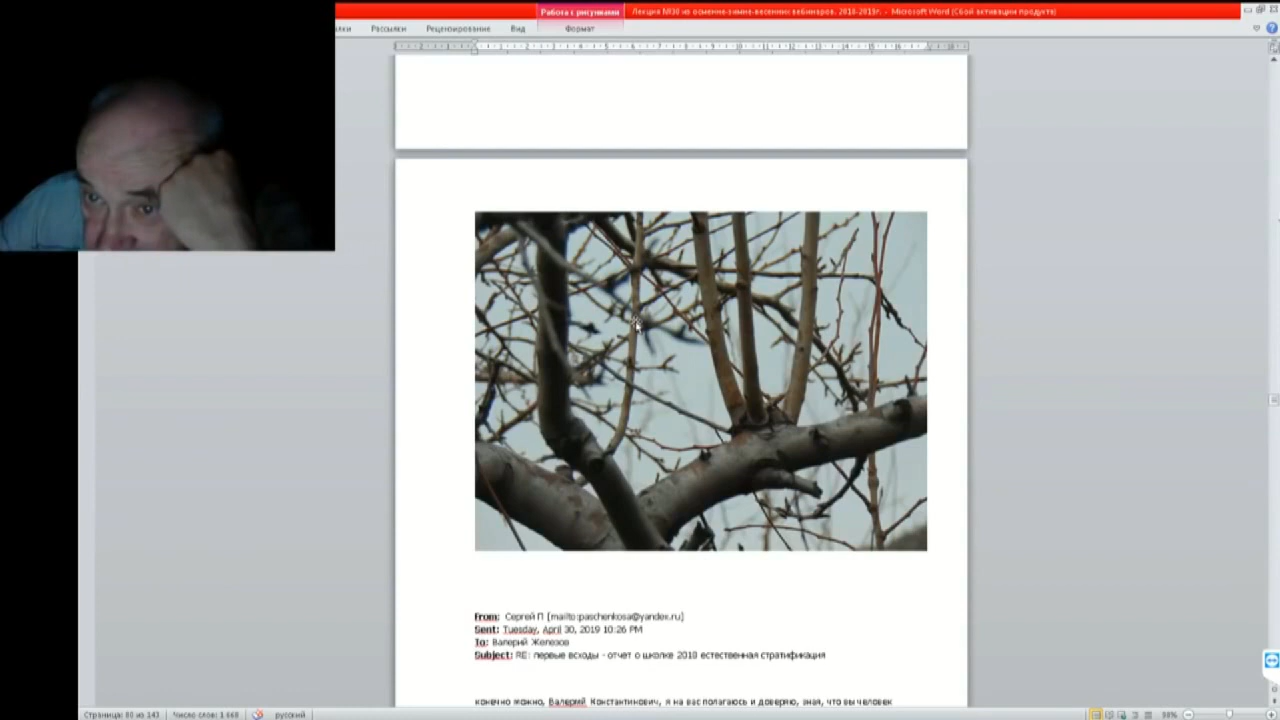 Работа с рисунками
Лекция №30 из осенне-зимне-весенних вебинаров. 2018-2019г. - Microsoft Word (Сбой активации продукта)
Рассылки Рецензирование Вид Формат
From: Сергей П [mailto:paschenkosa@yandex.ru]
Sent: Tuesday, April 30, 2019 10:26 PM
To: Валерий Железов
Subject: RE: первые всходы - отчет о школке 2018 естественная стратификация
конечно можно, Валерий Константинович, я на вас полагаюсь и доверяю, зная, что вы человек
Страница: 80 из 143 Число слов: 1 668 русский 98%